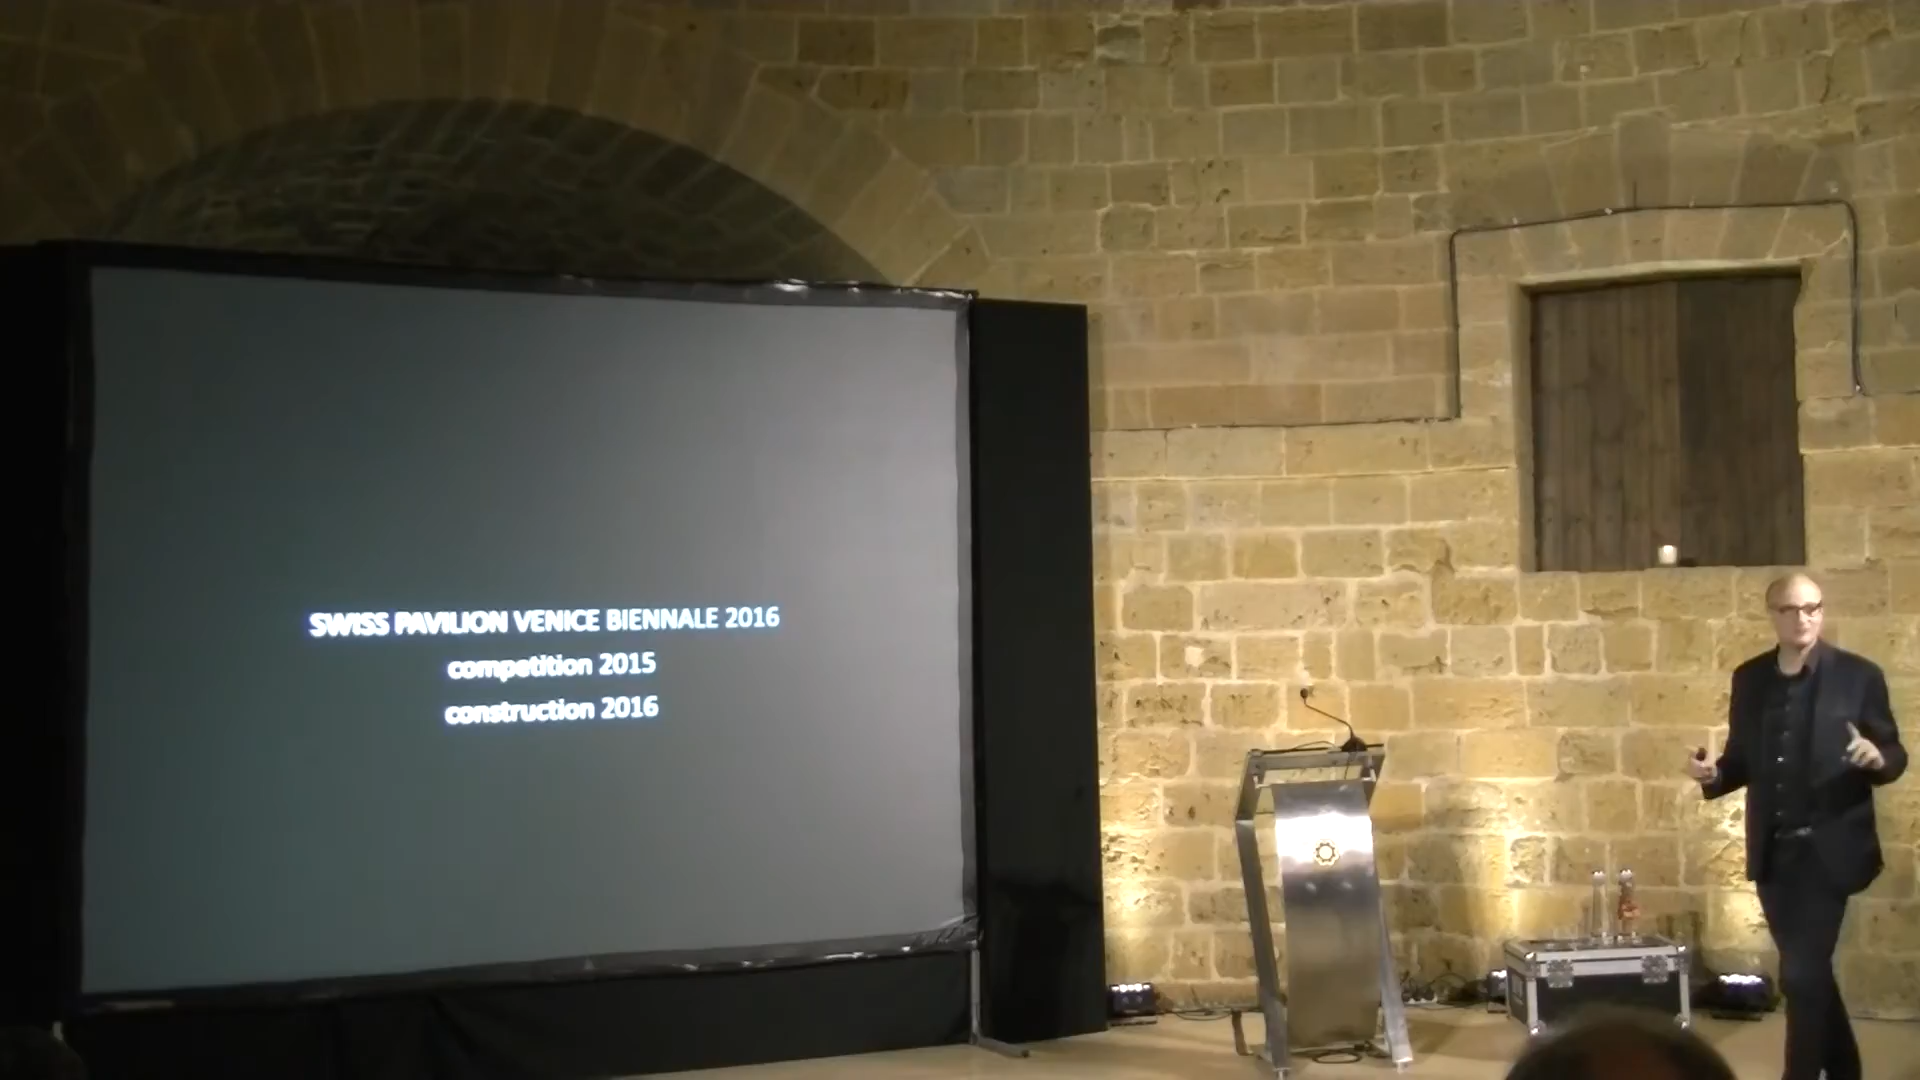 SWISS PAVILION VENICE BIENNALE 2016
competition 2015
construction 2016